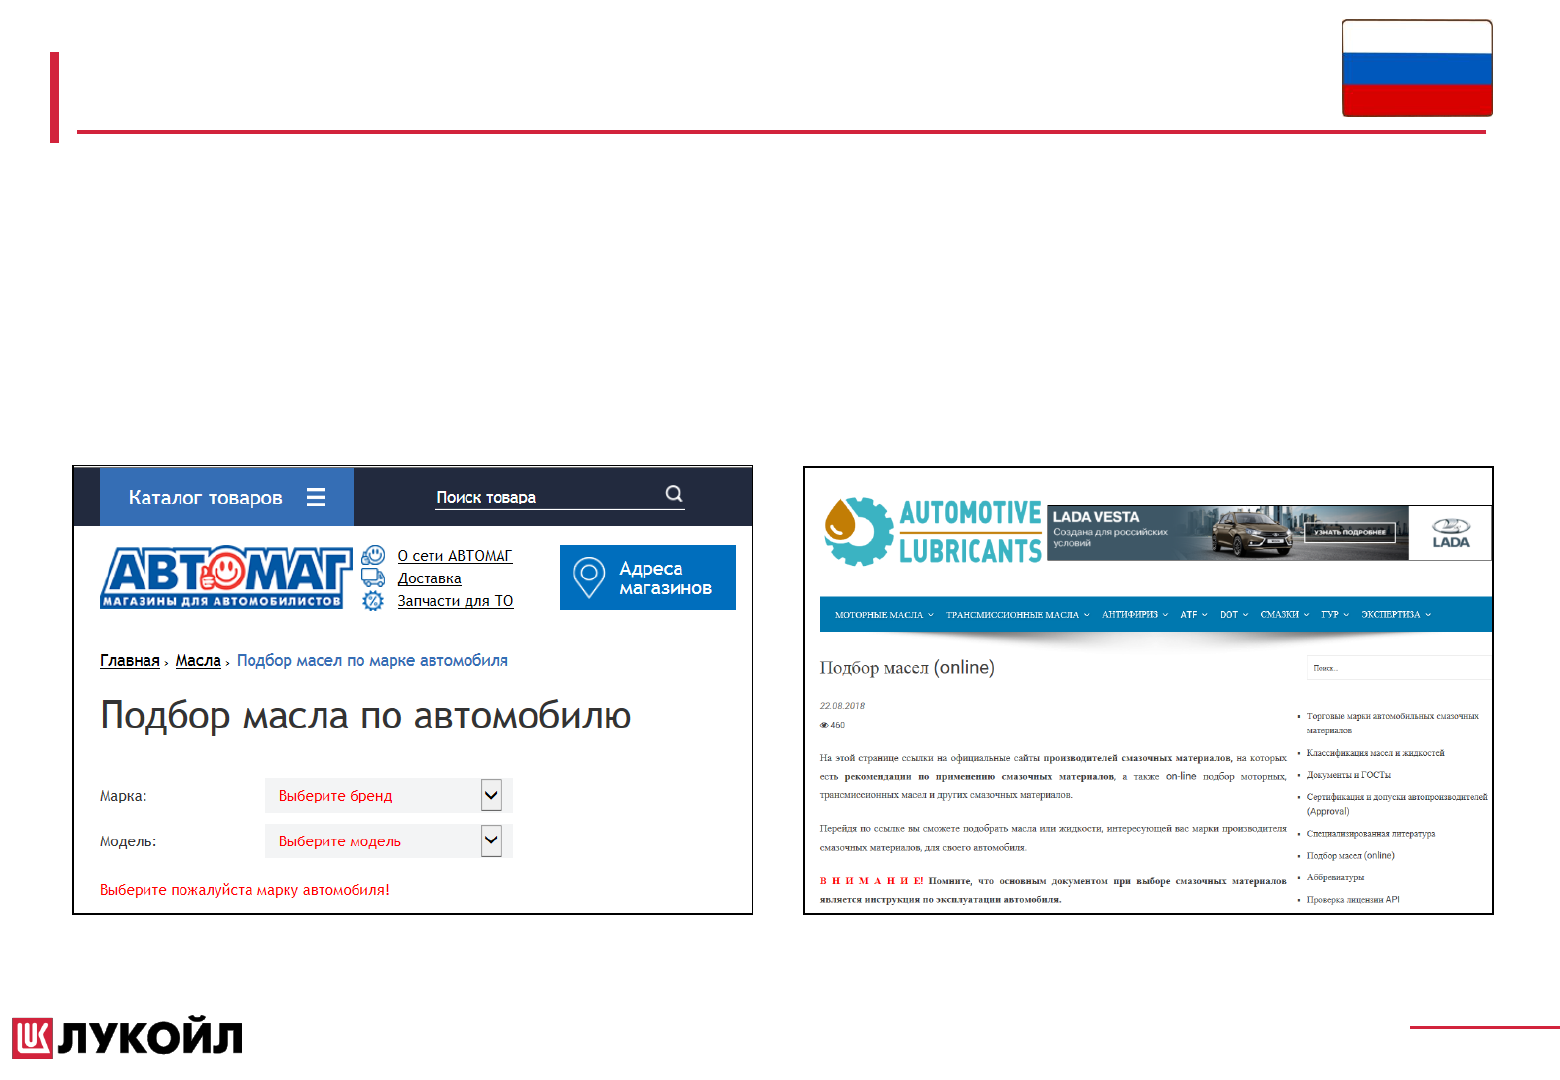 Каталог товаров
Поиск товара
АВТОМАГ
МАГАЗИНЫ ДЛЯ АВТОМОБИЛИСТОВ
О сети АВТОМАГ
Доставка
Запчасти для ТО
Адреса
магазинов
Главная › Масла › Подбор масел по марке автомобиля
Подбор масла по автомобилю
Марка: Выберите бренд
Модель: Выберите модель
Выберите пожалуйста марку автомобиля!
AUTOMOTIVE
LUBRICANTS
LADA VESTA
Создана для российских
условий
УЗНАТЬ ПОДРОБНЕЕ
LADA
МОТОРНЫЕ МАСЛА ТРАНСМИССИОННЫЕ МАСЛА АНТИФИРИЗ ATF DOT СМАЗКИ ГУР ЭКСПЕРТИЗА
Подбор масел (online)
22.08.2018
460
На этой странице ссылки на официальные сайты производителей смазочных материалов, на которых
есть рекомендации по применению смазочных материалов, а также on-line подбор моторных,
трансмиссионных масел и других смазочных материалов.
Перейдя по ссылке вы сможете подобрать масла или жидкости, интересующей вас марки производителя
смазочных материалов, для своего автомобиля.
В Н И М А Н И Е! Помните, что основным документом при выборе смазочных материалов
является инструкция по эксплуатации автомобиля.
Поиск...
Торговые марки автомобильных смазочных
материалов
Классификация масел и жидкостей
Документы и ГОСТы
Сертификация и допуски автопроизводителей
(Approval)
Специализированная литература
Подбор масел (online)
Аббревиатуры
Проверка лицензии API
ЛУКОЙЛ